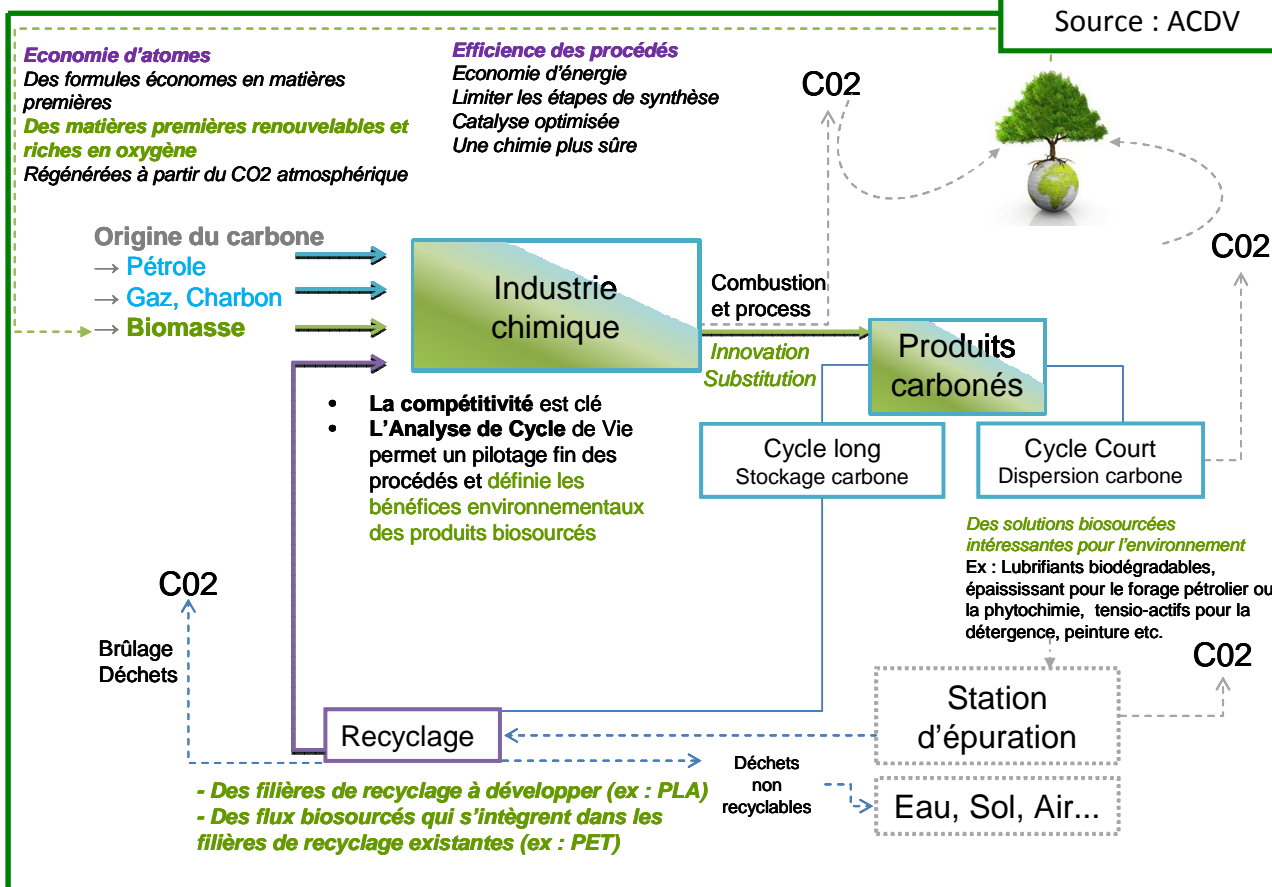 Source : ACDV
Economie d'atomes
Des formules économes en matières
premières
Des matières premières renouvelables et
riches en oxygène
Régénérées à partir du CO2 atmosphérique
Efficience des procédés
Economie d'énergie
Limiter les étapes de synthèse
Catalyse optimisée
Une chimie plus sûre
C02
C02
Origine du carbone
→ Pétrole
→ Gaz, Charbon
→ Biomasse
Industrie
chimique
Combustion
et process
Innovation
Substitution
Produits
carbonés
• La compétitivité est clé
• L'Analyse de Cycle de Vie
permet un pilotage fin des
procédés et définie les
bénéfices environnementaux
des produits biosourcés
Cycle long
Stockage carbone
Cycle Court
Dispersion carbone
Des solutions biosourcées
intéressantes pour l'environnement
Ex : Lubrifiants biodégradables,
épaississant pour le forage pétrolier ou
la phytochimie, tensio-actifs pour la
détergence, peinture etc.
C02
Brûlage
Déchets
C02
Station
d'épuration
Recyclage
Déchets
non
recyclables
Eau, Sol, Air...
- Des filières de recyclage à développer (ex : PLA)
- Des flux biosourcés qui s'intègrent dans les
filières de recyclage existantes (ex : PET)